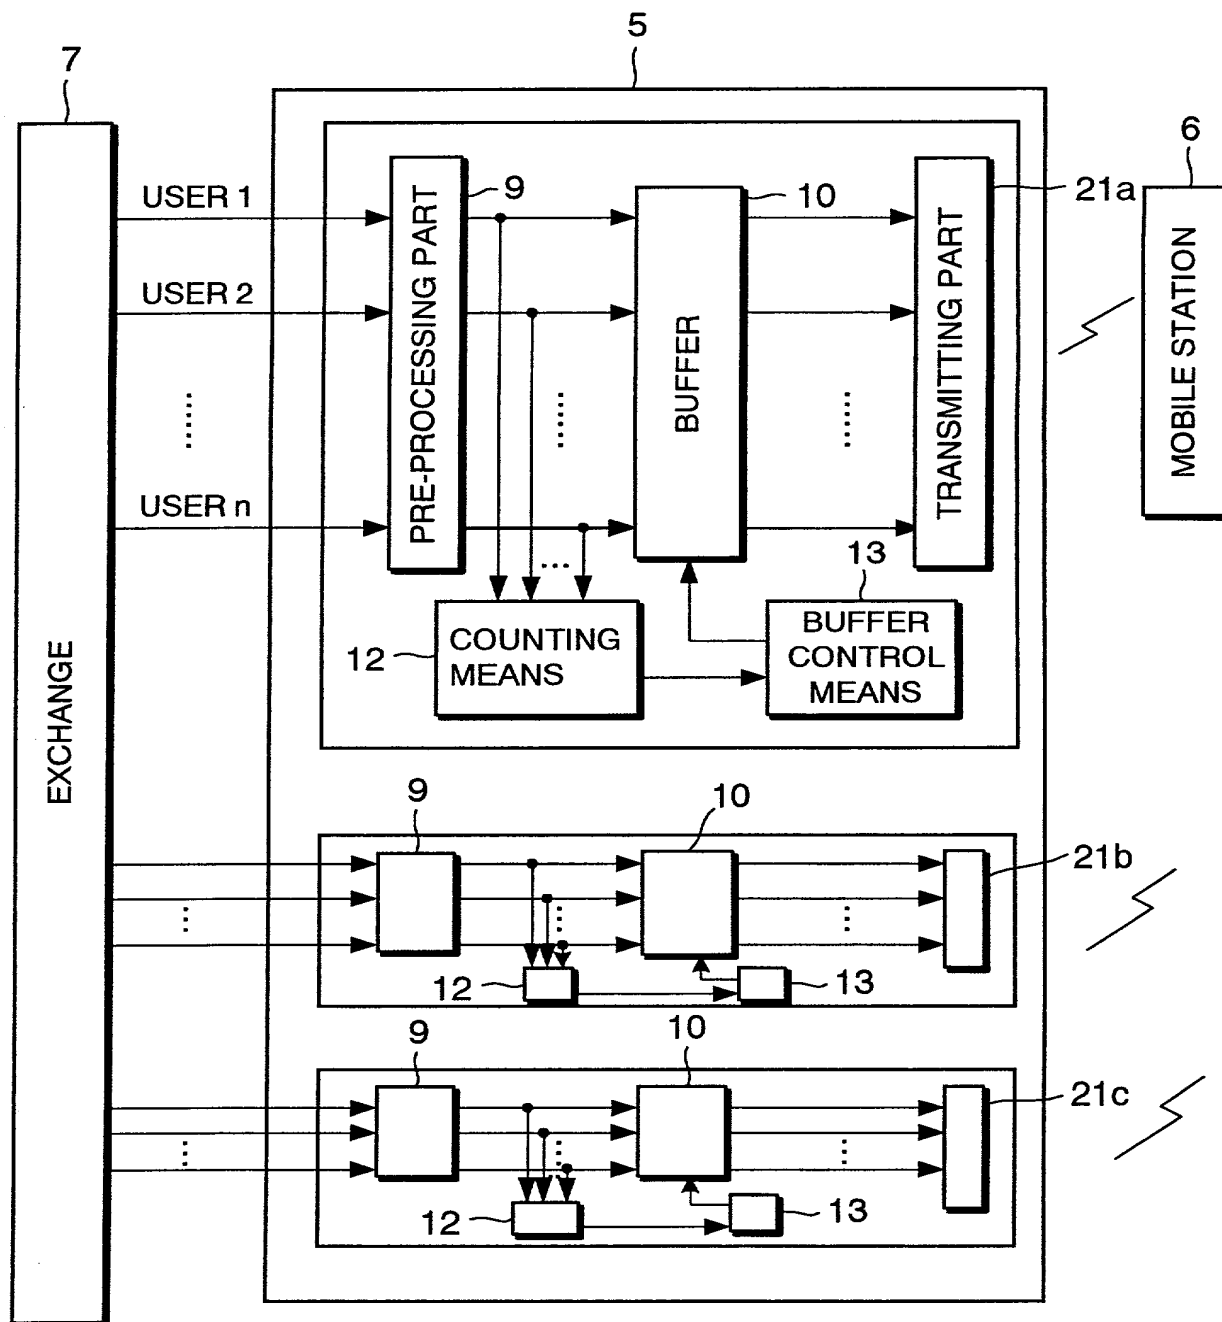 5
7
6
USER 1
9
10
21a
USER 2
USER n
PRE-PROCESSING PART
BUFFER
TRANSMITTING PART
MOBILE STATION
EXCHANGE
12
COUNTING
MEANS
13
BUFFER
CONTROL
MEANS
9
10
21b
12
13
9
10
21c
12
13